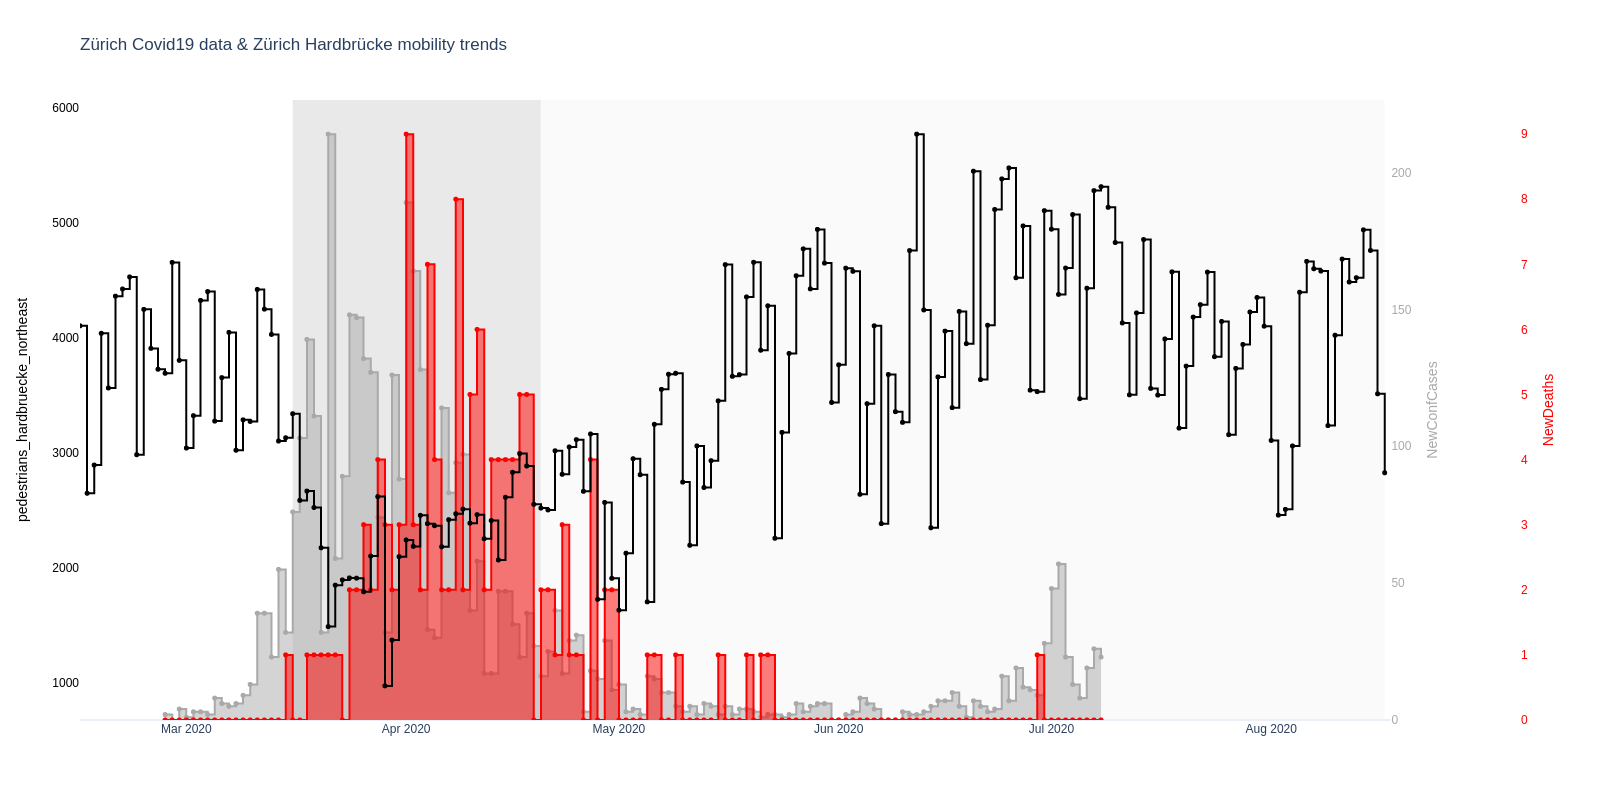 Zürich Covid19 data & Zürich Hardbrücke mobility trends
6000
5000
4000
3000
2000
1000
pedestrians_hardbruecke_northeast
Mar 2020
Apr 2020
May 2020
Jun 2020
Jul 2020
Aug 2020
200
150
100
50
0
NewConfCases
9
8
7
6
5
4
3
2
1
0
NewDeaths